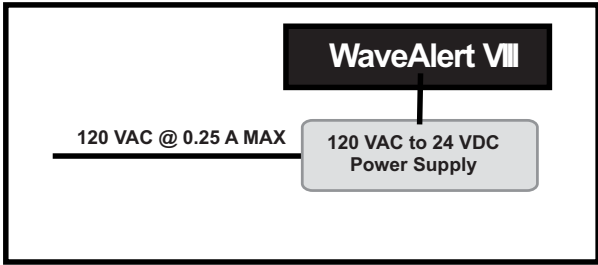 WaveAlert VIII
120 VAC @ 0.25 A MAX
120 VAC to 24 VDC
Power Supply